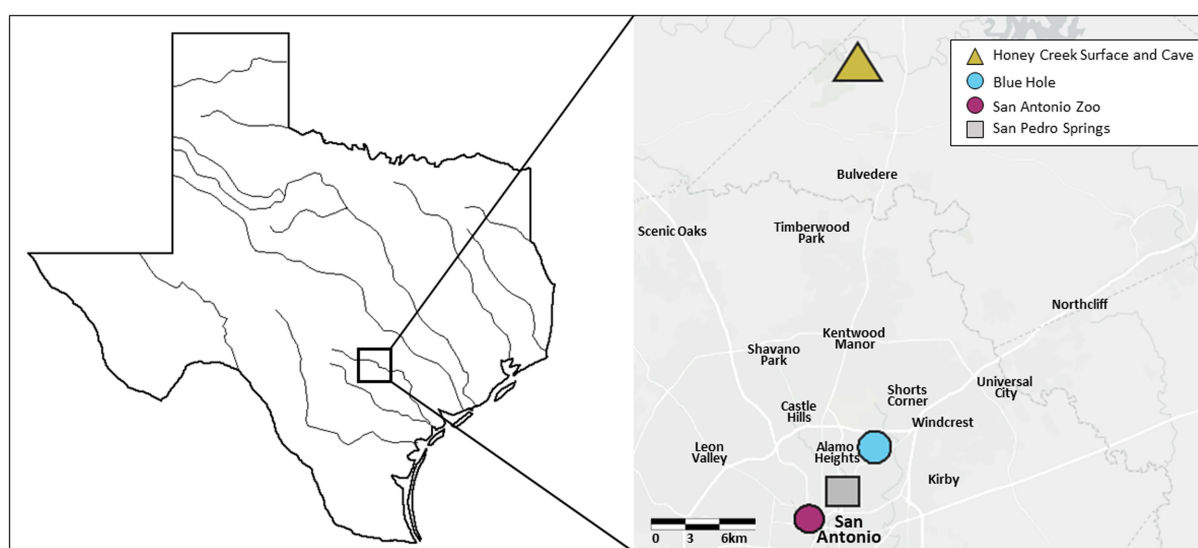 Honey Creek Surface and Cave
Blue Hole
San Antonio Zoo
San Pedro Springs
Bulvedere
Scenic Oaks
Timberwood
Park
Northcliff
Kentwood
Manor
Shavano
Park
Universal
City
Shorts
Corner
Castle
Hills
Windcrest
Leon
Valley
Alamo
Heights
Kirby
San
Antonio
0 3 6km